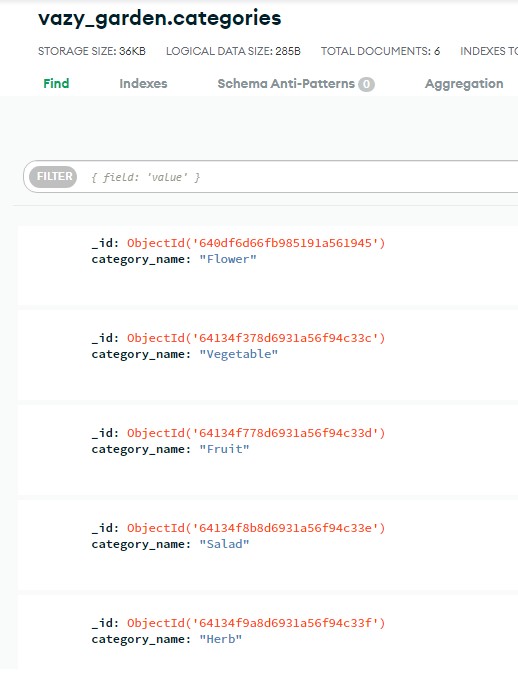 vazy_garden.categories
STORAGE SIZE: 36KB LOGICAL DATA SIZE: 285B TOTAL DOCUMENTS: 6 INDEXES TO
Find Indexes Schema Anti-Patterns 0 Aggregation
FILTER { field: 'value' }
_id: ObjectId('640df6d66fb985191a561945')
category_name: "Flower"
_id: ObjectId('64134f378d6931a56f94c33c')
category_name: "Vegetable"
_id: ObjectId('64134f778d6931a56f94c33d')
category_name: "Fruit"
_id: ObjectId('64134f8b8d6931a56f94c33e')
category_name: "Salad"
_id: ObjectId('64134f9a8d6931a56f94c33f')
category_name: "Herb"